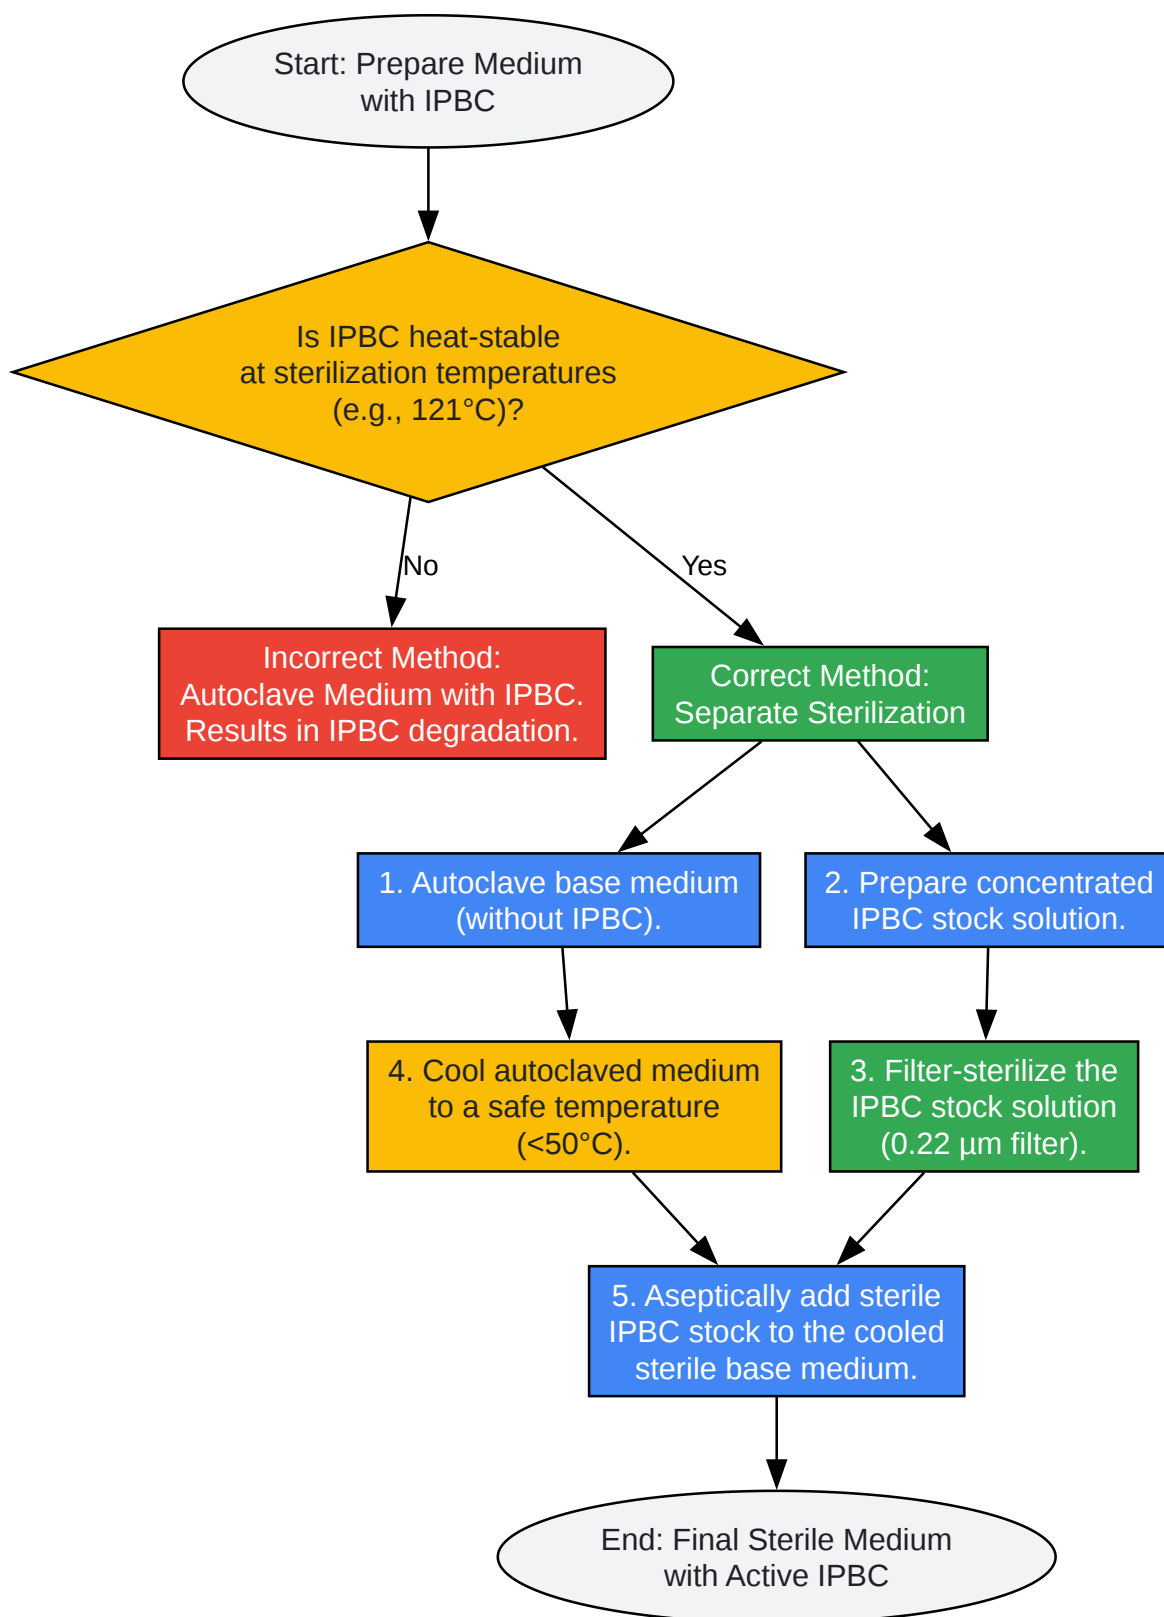 Start: Prepare Medium
with IPBC
Is IPBC heat-stable
at sterilization temperatures
(e.g., 121°C)?
No
Yes
Incorrect Method:
Autoclave Medium with IPBC.
Results in IPBC degradation.
Correct Method:
Separate Sterilization
1. Autoclave base medium
(without IPBC).
2. Prepare concentrated
IPBC stock solution.
4. Cool autoclaved medium
to a safe temperature
(<50°C).
3. Filter-sterilize the
IPBC stock solution
(0.22 µm filter).
5. Aseptically add sterile
IPBC stock to the cooled
sterile base medium.
End: Final Sterile Medium
with Active IPBC